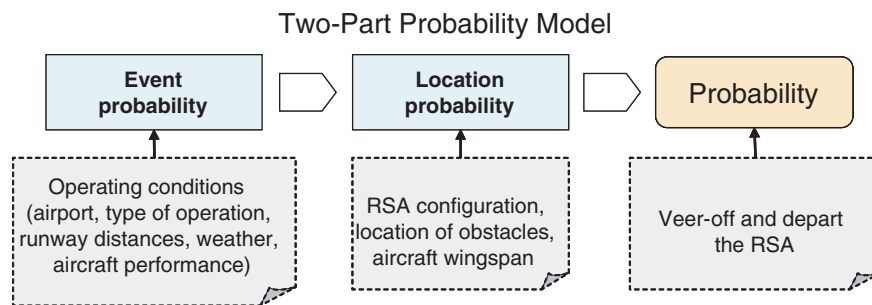 Two-Part Probability Model
Event
probability
Location
probability
Probability
Operating conditions
(airport, type of operation,
runway distances, weather,
aircraft performance)
RSA configuration,
location of obstacles,
aircraft wingspan
Veer-off and depart
the RSA